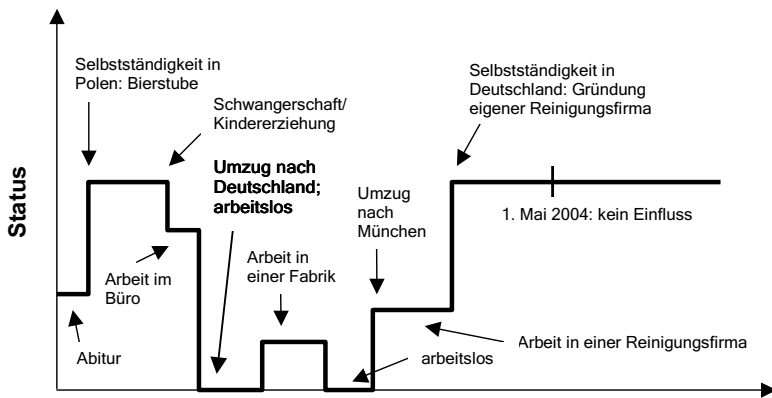 Selbstständigkeit in
Polen: Bierstube
Schwangerschaft/
Kindererziehung
Umzug nach
Deutschland;
arbeitslos
Selbstständigkeit in
Deutschland: Gründung
eigener Reinigungsfirma
Umzug
nach
München
1. Mai 2004: kein Einfluss
Status
Arbeit im
Büro
Arbeit in
einer Fabrik
Abitur
arbeitslos
Arbeit in einer Reinigungsfirma